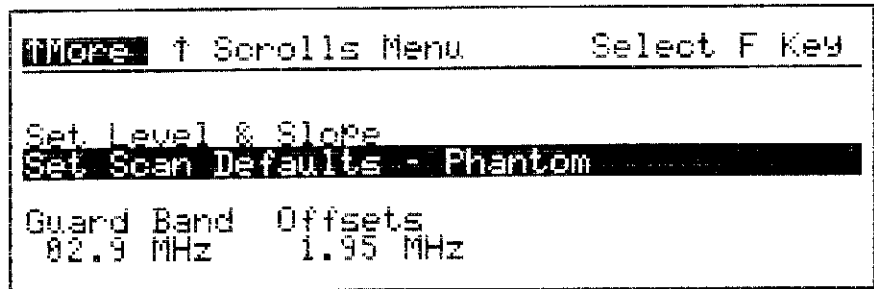 ↑More ↑ Scrolls Menu Select F Key
Set Level & Slope
Set Scan Defaults - Phantom
Guard Band Offsets
02.9 MHz 1.95 MHz